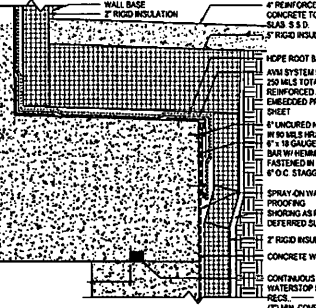 WALL BASE
2" RIGID INSULATION
4" REINFORCE
CONCRETE TO
SLAB S.S.D.
RIGID INSU
HDPE ROOT B
AVM SYSTEM
250 MILS TOTA
REINFORCED
EMBEDDED PR
SHEET
6" UNCURED
IN 90 MILS HR
6" x 18 GAUGE
BAR W/ HEMM
FASTENED IN
6" O.C. STAGG
SPRAY-ON WA
PROOFING
SHORING AS
DEFERRED SU
2" RIGID INSU
CONCRETE W
CONTINUOUS
WATERSTOP
RECS.